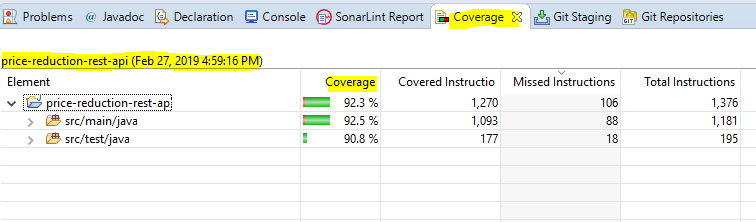 Problems @ Javadoc Declaration Console SonarLint Report Coverage Git Staging Git Repositories
price-reduction-rest-api (Feb 27, 2019 4:59:16 PM)
Element Coverage Covered Instructio Missed Instructions Total Instructions
price-reduction-rest-ap 92.3 % 1,270 106 1,376
src/main/java 92.5 % 1,093 88 1,181
src/test/java 90.8 % 177 18 195